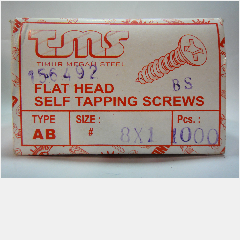 TMS
TIMUR MEGAH STEEL
156492
FLAT HEAD BS
SELF TAPPING SCREWS
TYPE SIZE : Pcs. :
AB # 8X1 1000